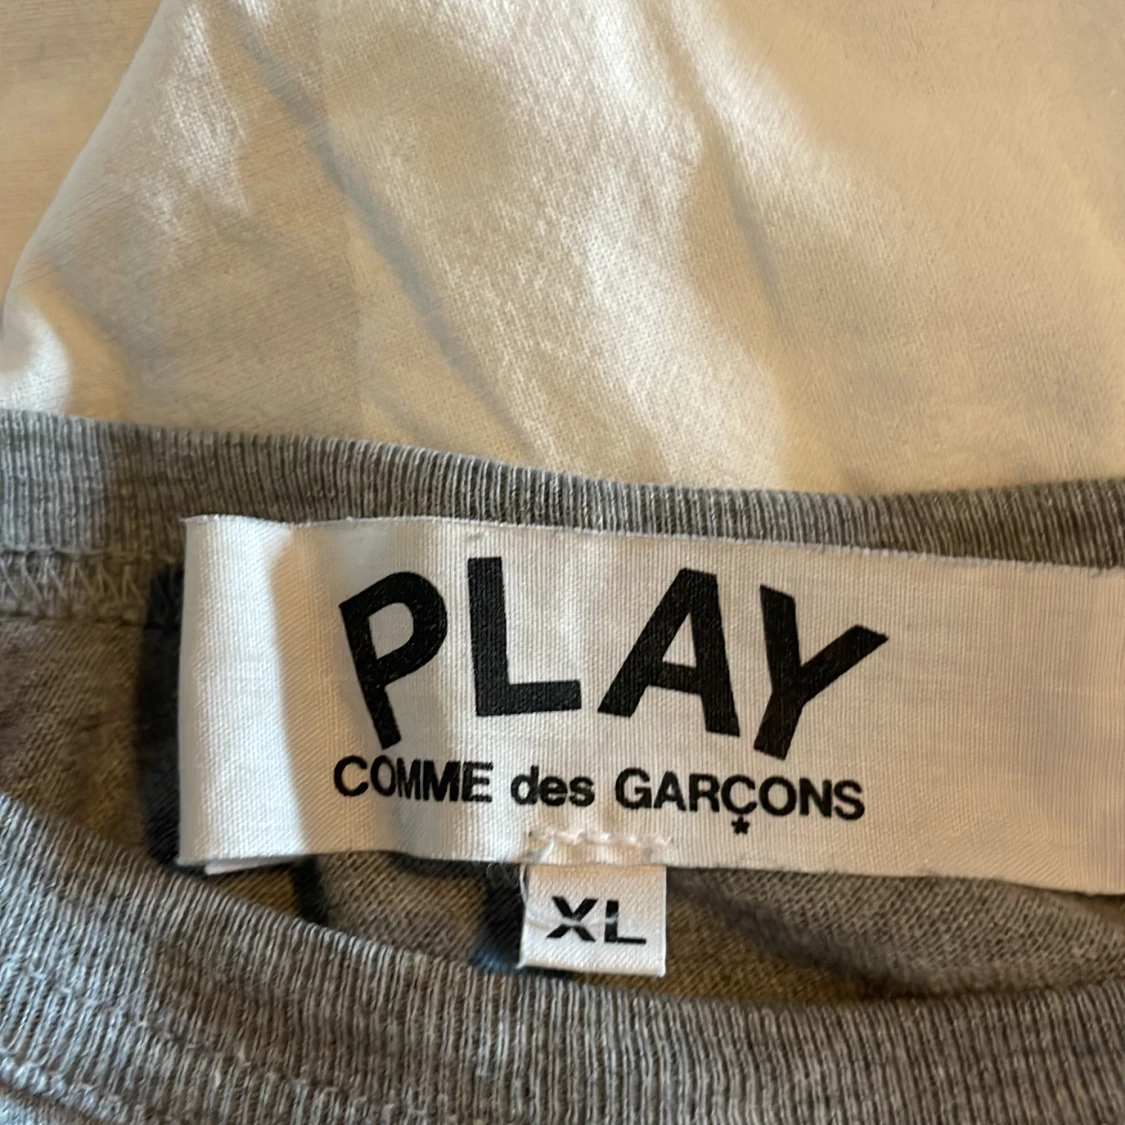 PLAY
COMME des GARÇONS
*
XL